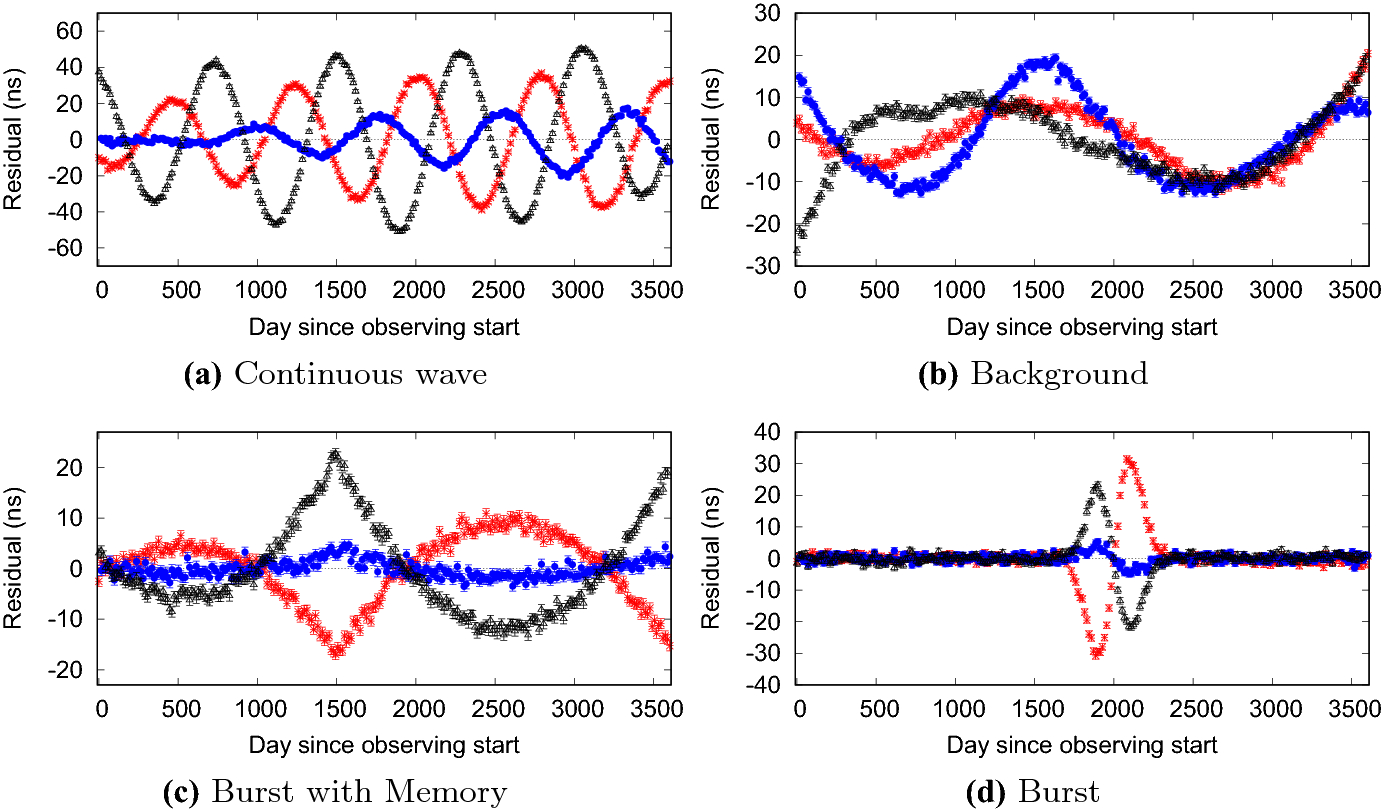 60
40
20
0
-20
-40
-60
Residual (ns)
0 500 1000 1500 2000 2500 3000 3500
Day since observing start
(a) Continuous wave
30
20
10
0
-10
-20
-30
Residual (ns)
0 500 1000 1500 2000 2500 3000 3500
Day since observing start
(b) Background
20
10
0
-10
-20
Residual (ns)
0 500 1000 1500 2000 2500 3000 3500
Day since observing start
(c) Burst with Memory
40
30
20
10
0
-10
-20
-30
-40
Residual (ns)
0 500 1000 1500 2000 2500 3000 3500
Day since observing start
(d) Burst